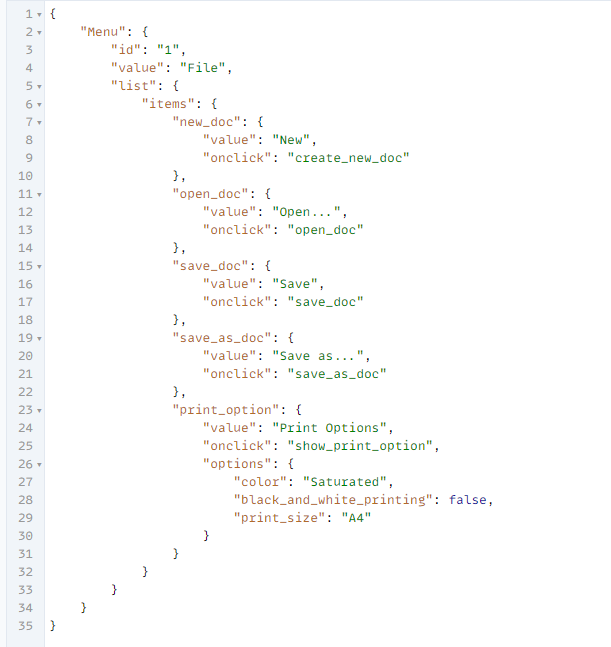 1 {
2     "Menu": {
3         "id": "1",
4         "value": "File",
5         "list": {
6             "items": {
7                 "new_doc": {
8                     "value": "New",
9                     "onclick": "create_new_doc"
10                 },
11                 "open_doc": {
12                     "value": "Open...",
13                     "onclick": "open_doc"
14                 },
15                 "save_doc": {
16                     "value": "Save",
17                     "onclick": "save_doc"
18                 },
19                 "save_as_doc": {
20                     "value": "Save as...",
21                     "onclick": "save_as_doc"
22                 },
23                 "print_option": {
24                     "value": "Print Options",
25                     "onclick": "show_print_option",
26                     "options": {
27                         "color": "Saturated",
28                         "black_and_white_printing": false,
29                         "print_size": "A4"
30                     }
31                 }
32             }
33         }
34     }
35 }